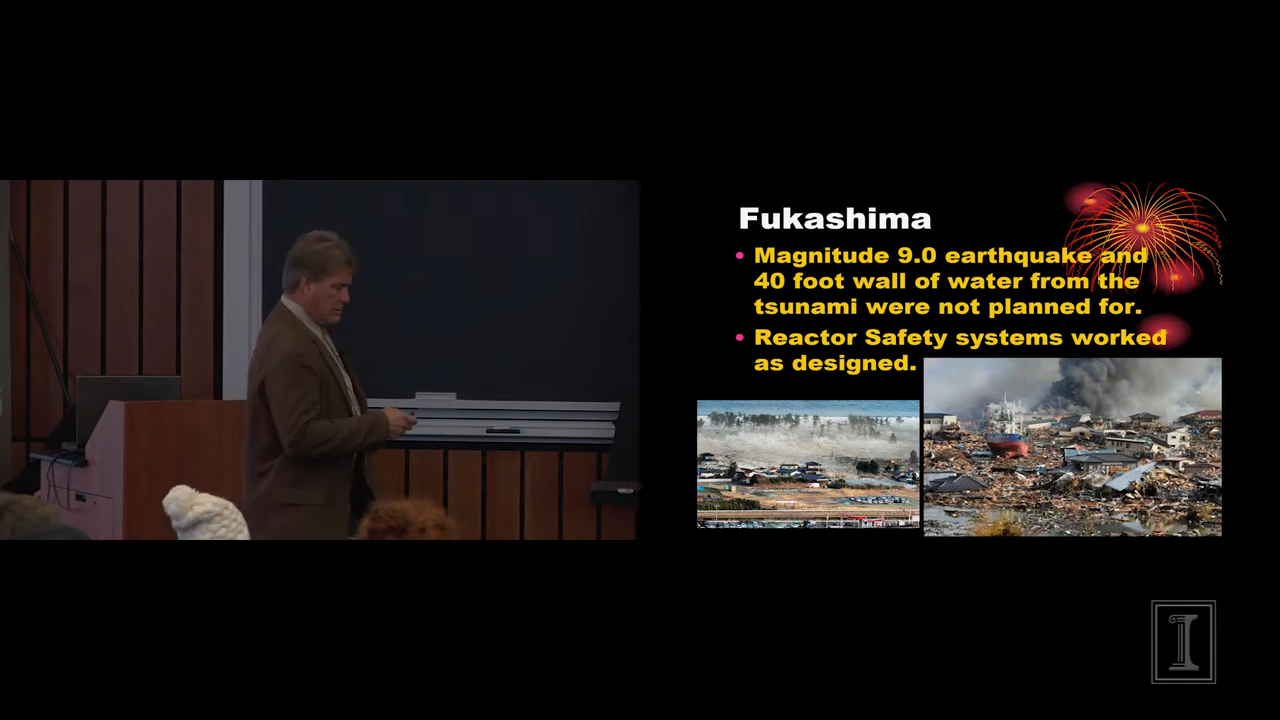 Fukashima
• Magnitude 9.0 earthquake and
40 foot wall of water from the
tsunami were not planned for.
• Reactor Safety systems worked
as designed.
I